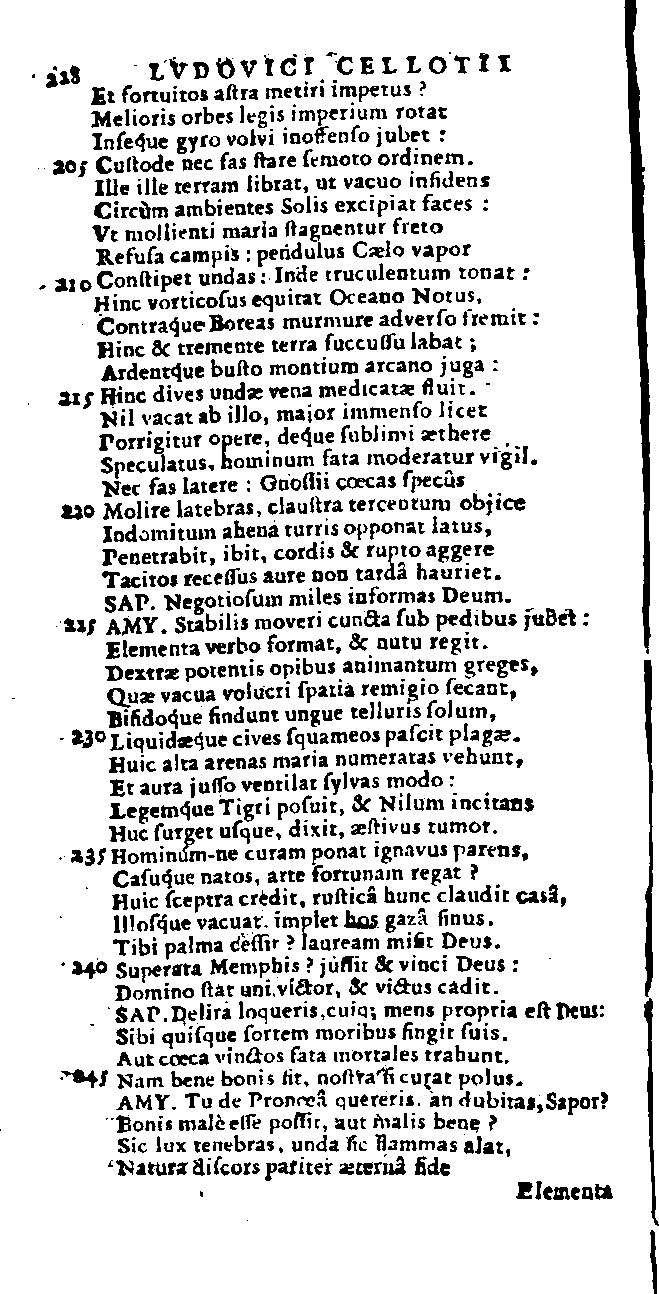 218 LVDOVICI CELLOTII
Et fortuitos aſtra metiri impetus ?
Melioris orbes legis imperium rotat
Inſeque gyro volvi inoffenſo jubet :
205 Cuſtode nec fas ſtare ſemoto ordinem.
Ille ille terram librat, ut vacuo inſidens
Circùm ambientes Solis excipiat faces :
Vt mollienti maria ſtagnentur freto
Refuſa campis : pendulus Cælo vapor
210 Conſtipet undas : Inde truculentum tonat :
Hinc vorticoſus equitat Oceano Notus,
Contraque Boreas murmure adverſo fremit :
Hinc & tremente terra ſuccuſſu labat ;
Ardentque buſto montium arcano juga :
215 Hinc dives undæ vena medicatæ fluit.
Nil vacat ab illo, major immenſo licet
Porrigitur opere, deque ſublimi æthere
Speculatus, hominum fata moderatur vigil.
Nec fas latere : Gnoſſii cœcas ſpecûs
220 Molire latebras, clauſtra tercentum objice
Indomitum ahena turris opponat latus,
Penetrabit, ibit, cordis & rupto aggere
Tacitos receſſus aure non tardâ hauriet.
SAP. Negotioſum miles informas Deum.
225 AMY. Stabilis moveri cuncta ſub pedibus jubet :
Elementa verbo format, & nutu regit.
Dextræ potentis opibus animantum greges,
Quæ vacua volucri ſpatia remigio ſecant,
Bifidoque findunt ungue telluris ſolum,
230 Liquidæque cives ſquameos paſcit plagæ.
Huic alta arenas maria numeratas vehunt,
Et aura juſſo ventilat ſylvas modo :
Legemque Tigri poſuit, & Nilum incitans
Huc ſurget uſque, dixit, æſtivus tumor.
235 Hominum-ne curam ponat ignavus parens,
Caſuque natos, arte fortunam regat ?
Huic ſceptra credit, ruſticâ hunc claudit caſâ,
Illoſque vacuat, implet hos gazâ ſinus.
Tibi palma ceſſit ? lauream miſit Deus.
240 Superata Memphis ? juſſit & vinci Deus :
Domino ſtat uni victor, & victus cadit.
SAP. Delira loqueris, cuiq; mens propria eſt Deus:
Sibi quiſque ſortem moribus fingit ſuis.
Aut cœca vinctos fata mortales trahunt.
245 Nam bene bonis ſit, noſtra ſi curat polus.
AMY. Tu de Pronœâ quereris, an dubitas, Sapor?
Bonis malè eſſe poſſit, aut malis bene ?
Sic lux tenebras, unda ſic flammas alat,
Natura diſcors pariter æternâ fide
Elementa